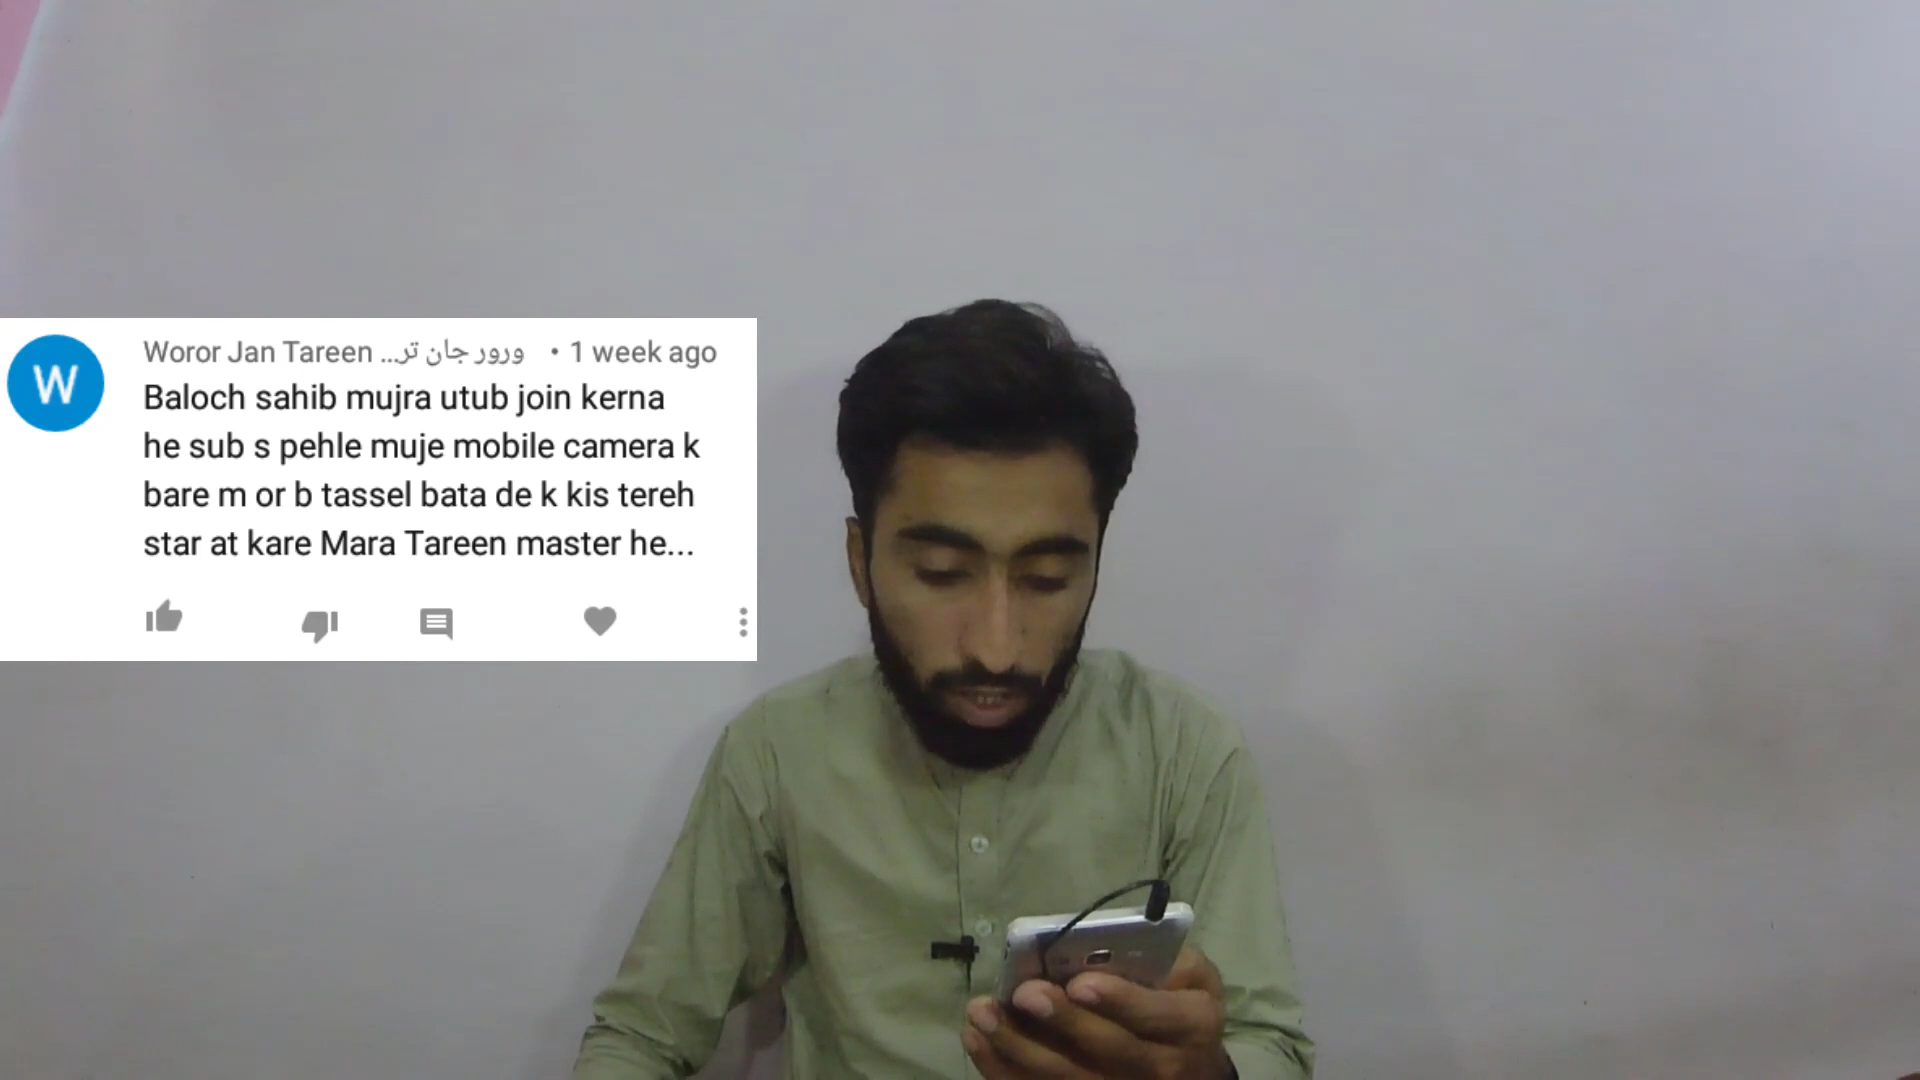 W
Woror Jan Tareen ورور جان تر... • 1 week ago
Baloch sahib mujra utub join kerna
he sub s pehle muje mobile camera k
bare m or b tassel bata de k kis tereh
star at kare Mara Tareen master he...